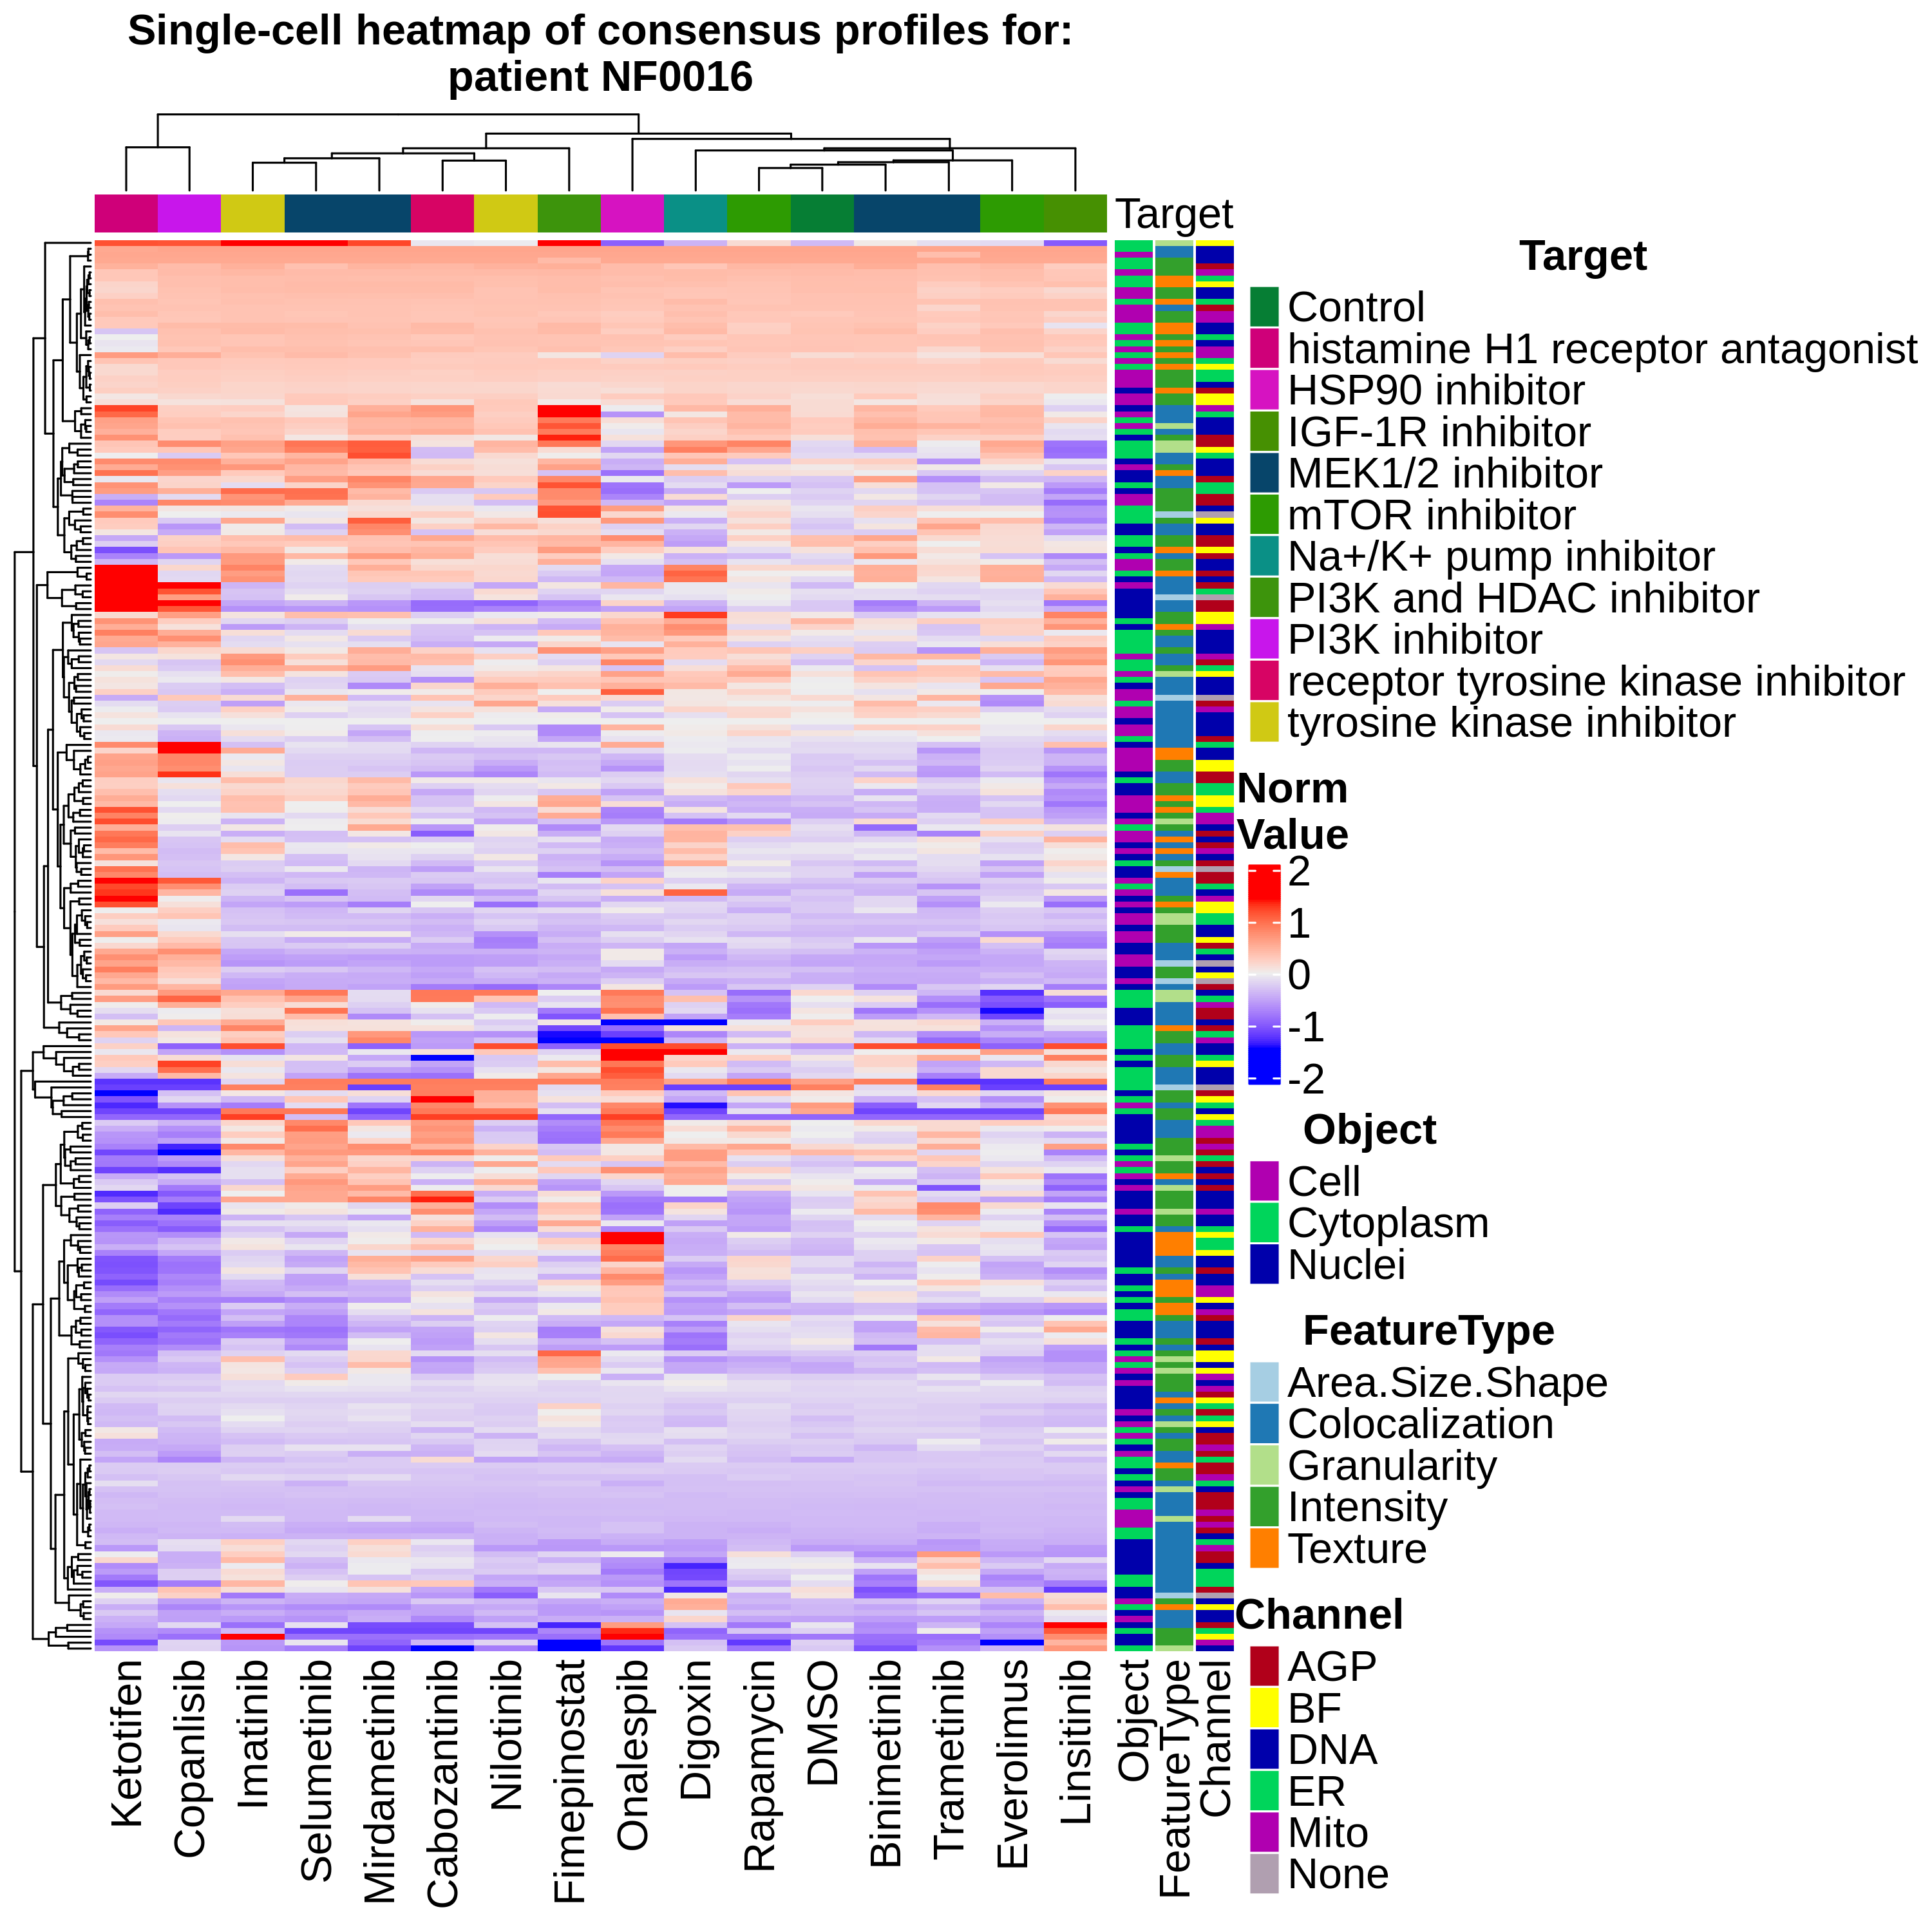 Single-cell heatmap of consensus profiles for:
patient NF0016
Target
Target
Control
histamine H1 receptor antagonist
HSP90 inhibitor
IGF-1R inhibitor
MEK1/2 inhibitor
mTOR inhibitor
Na+/K+ pump inhibitor
PI3K and HDAC inhibitor
PI3K inhibitor
receptor tyrosine kinase inhibitor
tyrosine kinase inhibitor
Norm
Value
2
1
0
-1
-2
Object
Cell
Cytoplasm
Nuclei
FeatureType
Area.Size.Shape
Colocalization
Granularity
Intensity
Texture
Channel
AGP
BF
DNA
ER
Mito
None
Ketotifen
Copanlisib
Imatinib
Selumetinib
Mirdametinib
Cabozantinib
Nilotinib
Fimepinostat
Onalespib
Digoxin
Rapamycin
DMSO
Binimetinib
Trametinib
Everolimus
Linsitinib
Object
FeatureType
Channel